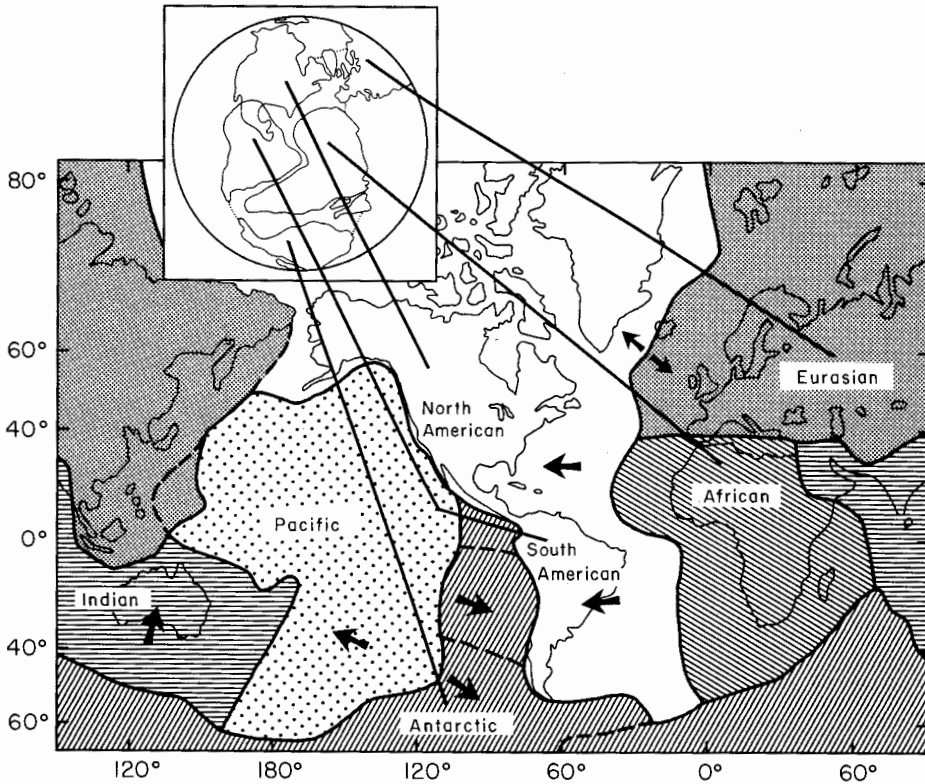 80°
60°
40°
0°
40°
60°
Eurasian
North
American
African
Pacific
South
American
Indian
Antarctic
120°
180°
120°
60°
0°
60°